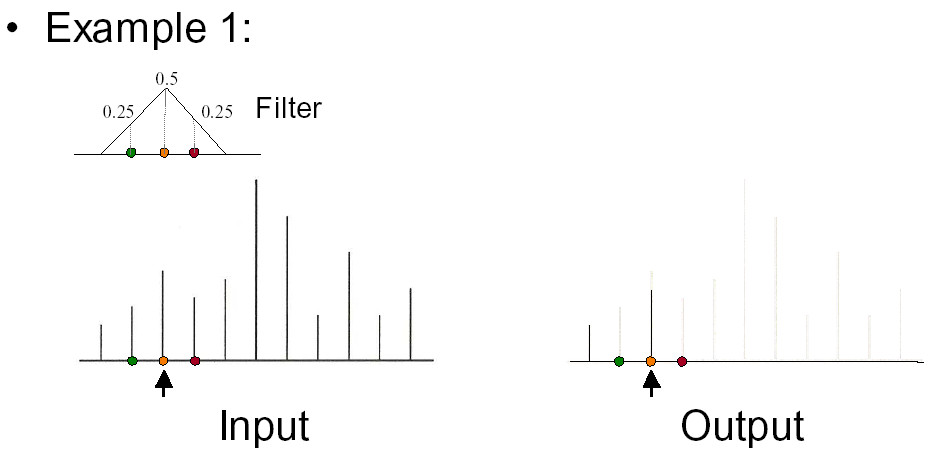 • Example 1:
0.5
0.25 0.25 Filter
Input Output